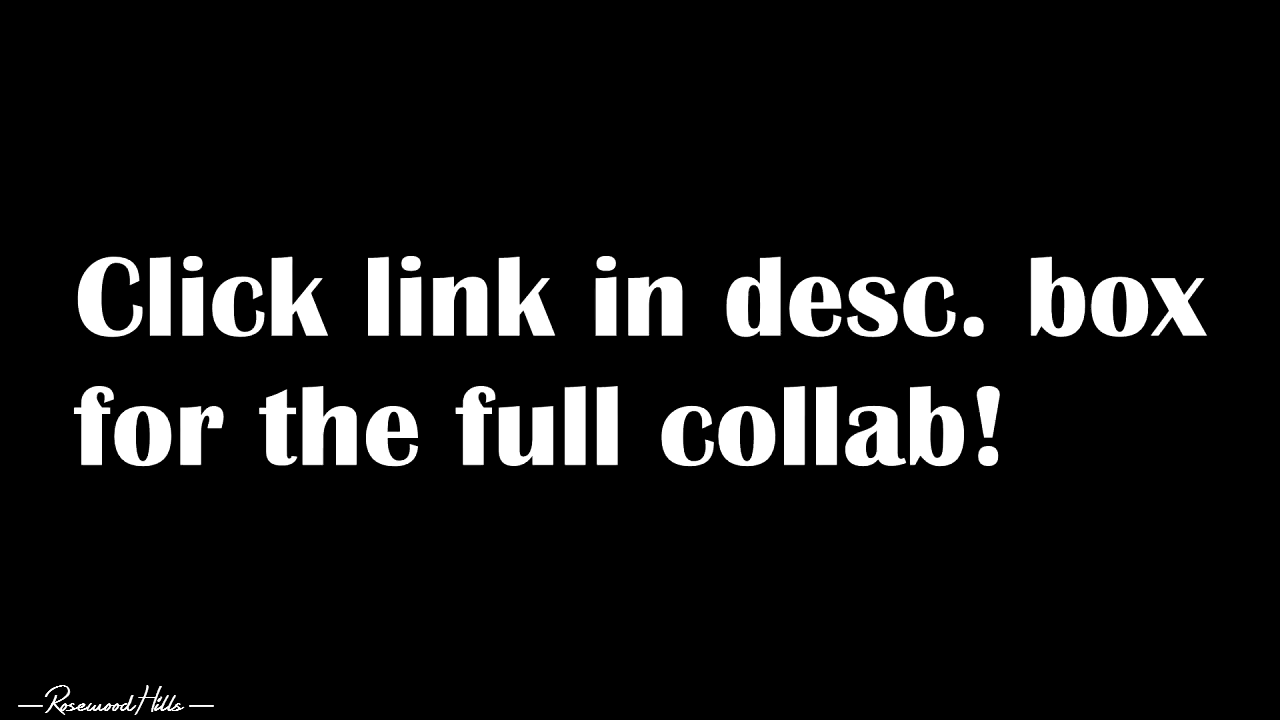 Click link in desc. box
for the full collab!
—Rosewood Hills—